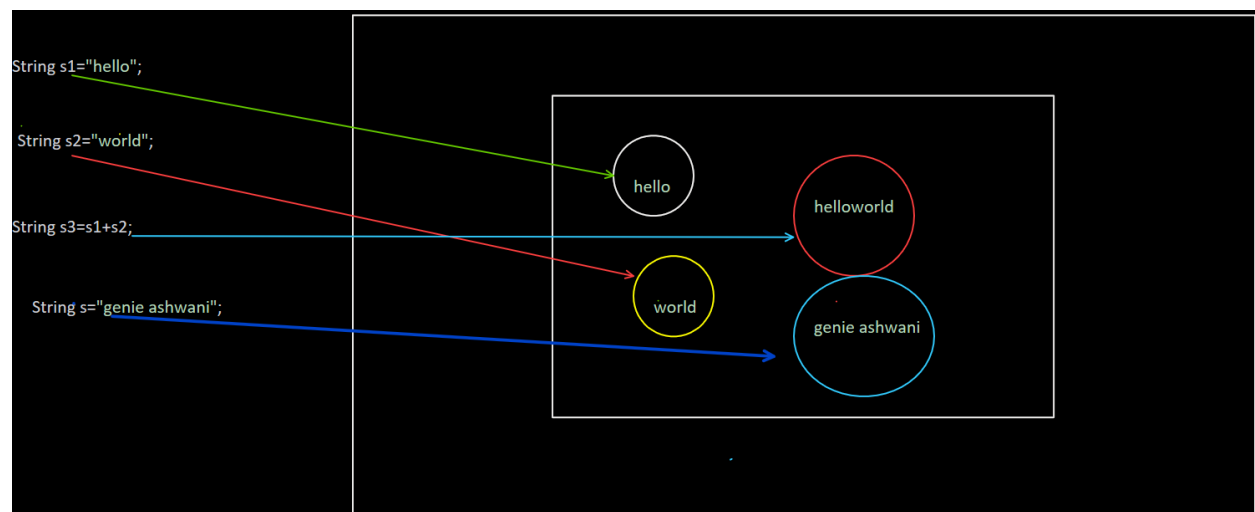 String s1="hello";
String s2="world";
hello
helloworld
String s3=s1+s2;
world
String s="genie ashwani";
genie ashwani